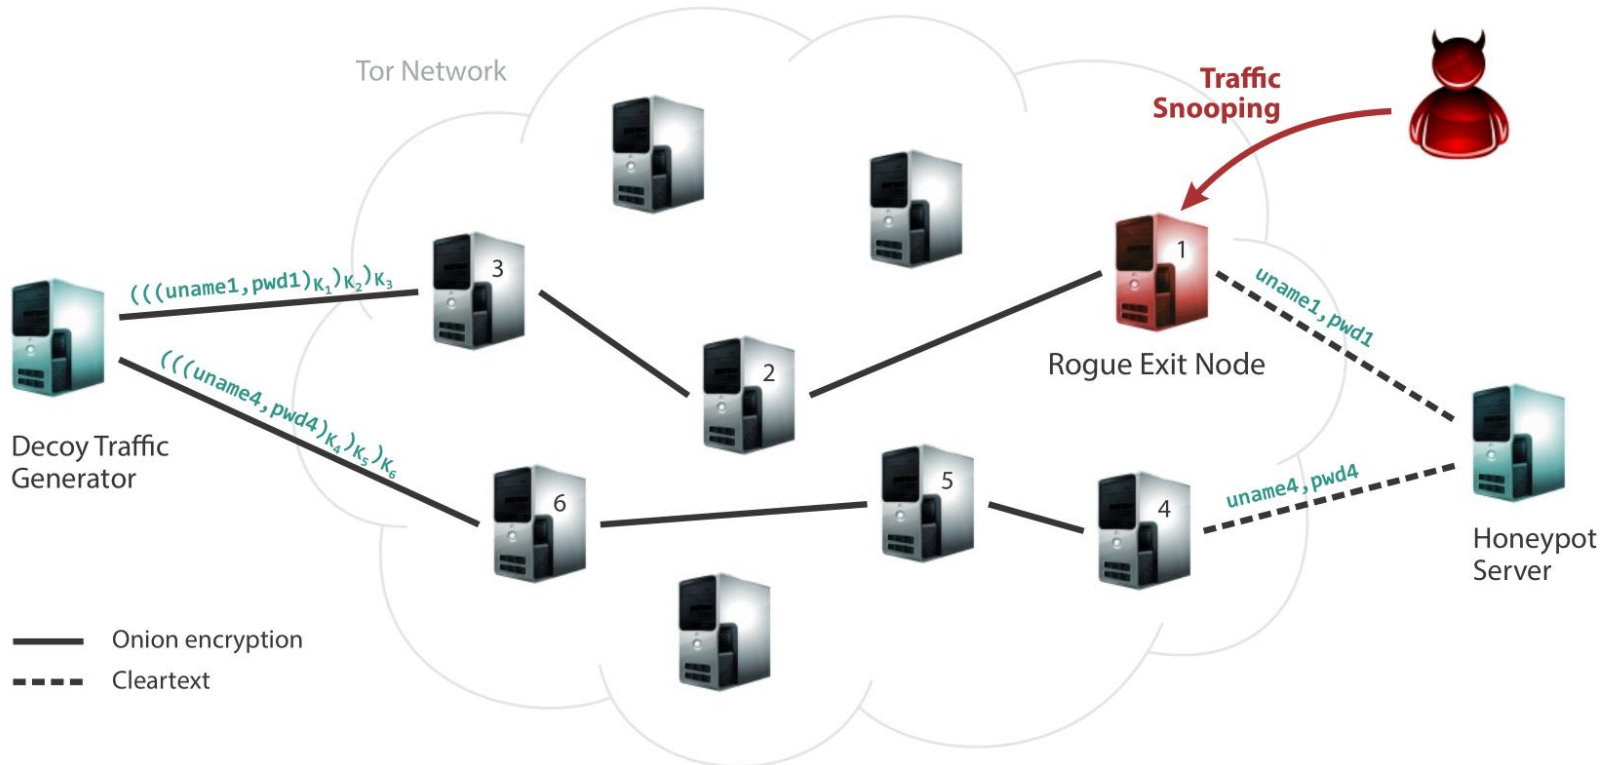 Tor Network
Traffic
Snooping
(((uname1,pwd1)K₁)K₂)K₃
3
1
uname1,pwd1
Rogue Exit Node
2
(((uname4,pwd4)K₄)K₅)K₆
Decoy Traffic
Generator
6
5
4
uname4,pwd4
Honeypot
Server
Onion encryption
Cleartext